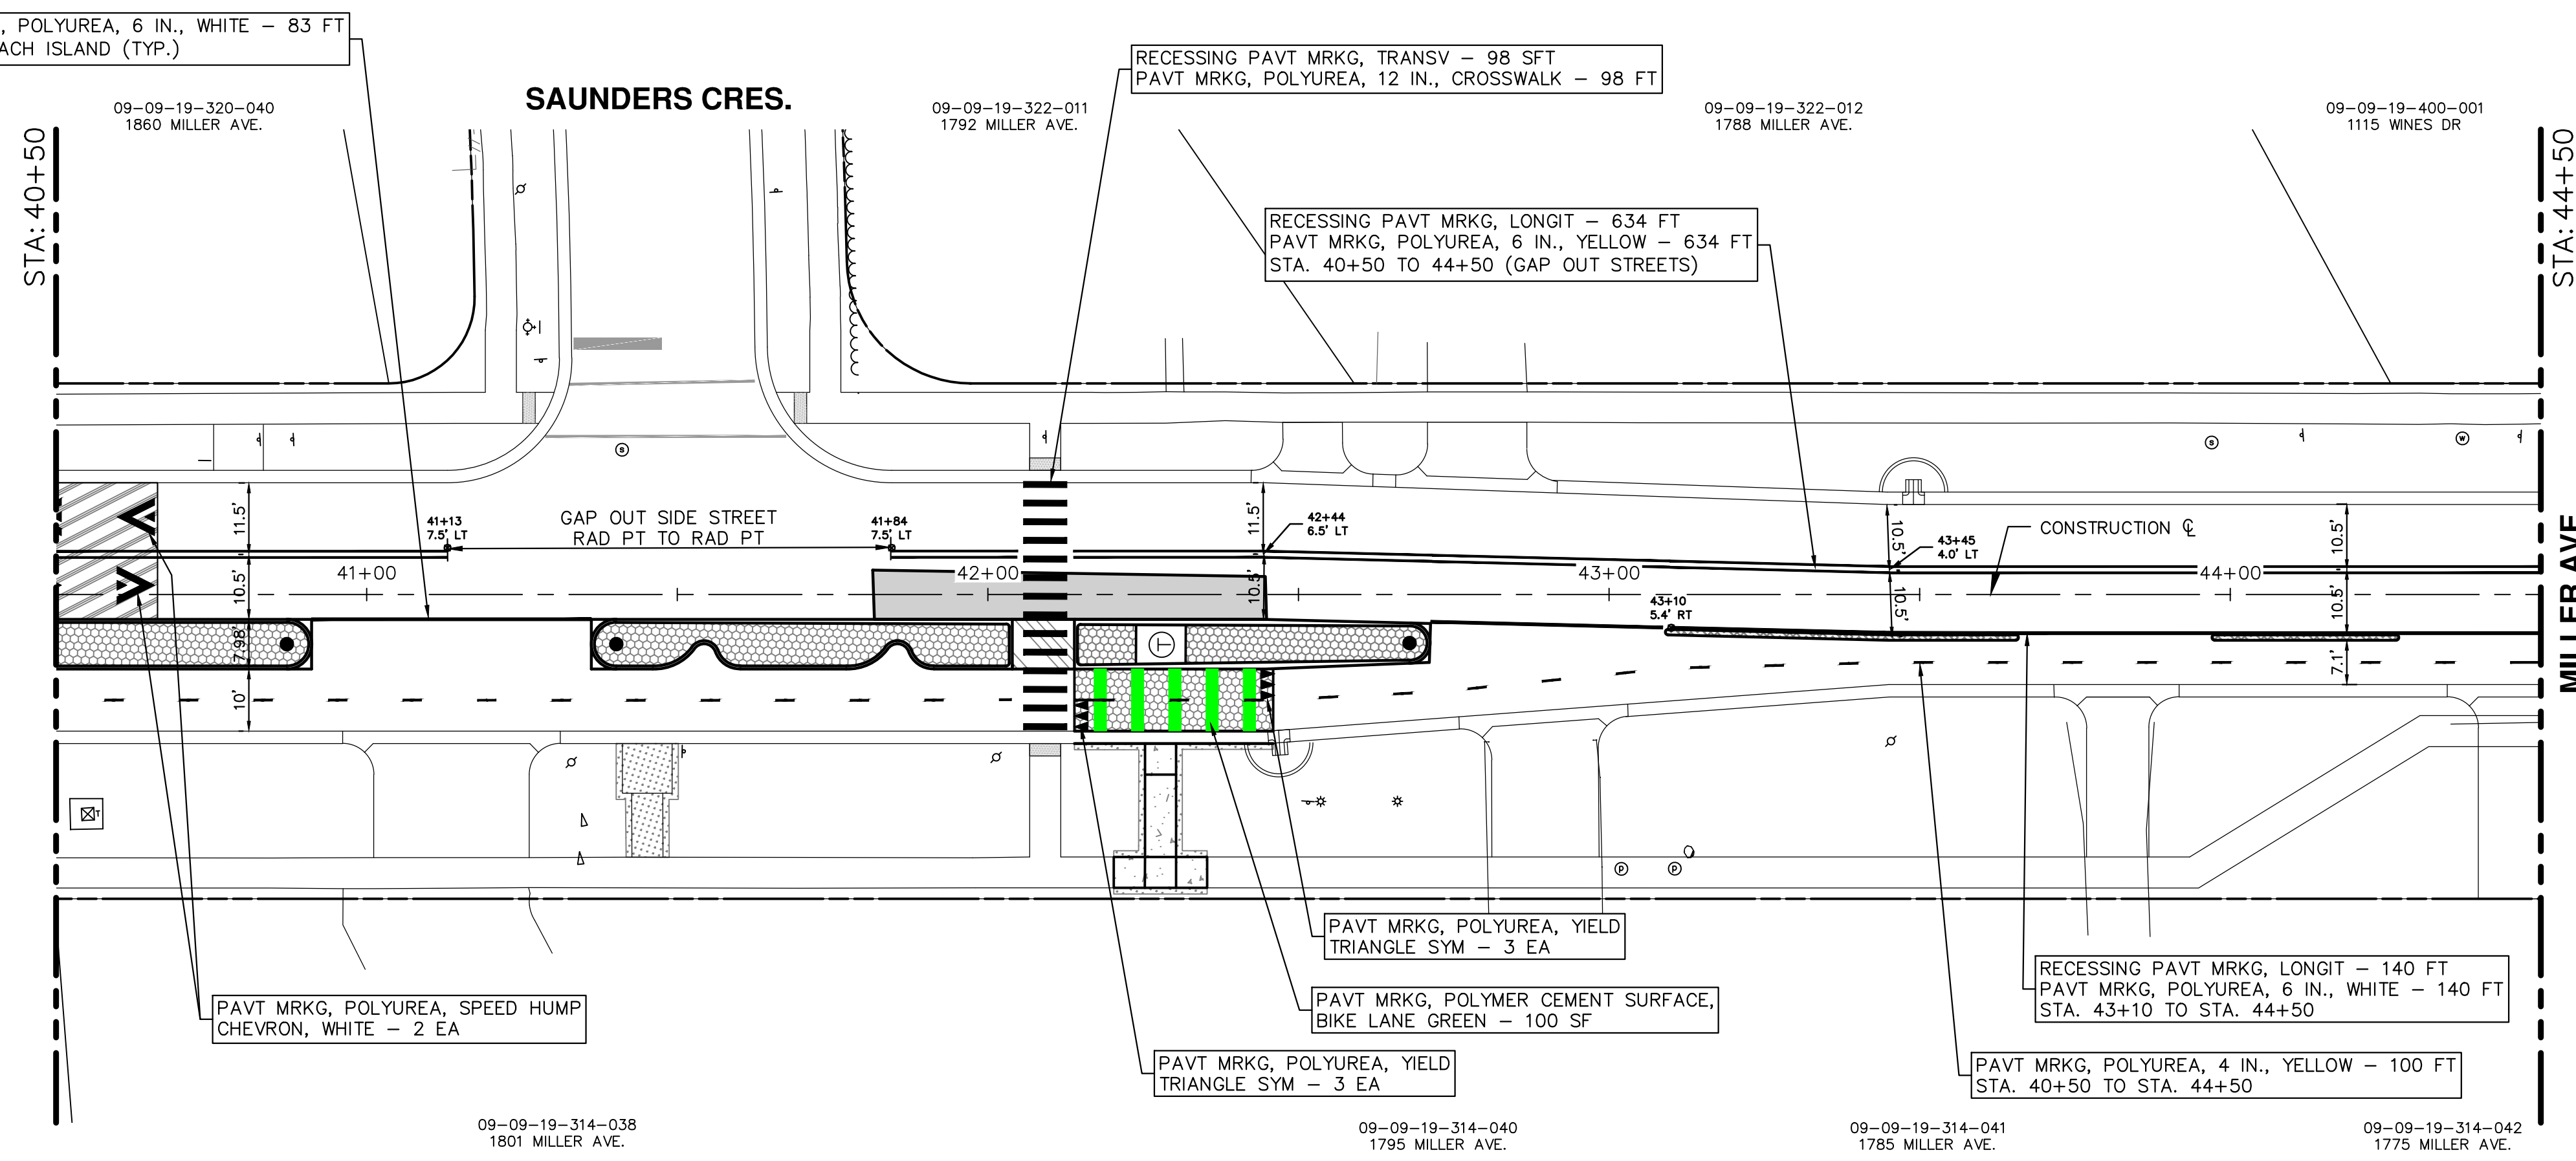 , POLYUREA, 6 IN., WHITE – 83 FT
ACH ISLAND (TYP.)
RECESSING PAVT MRKG, TRANSV – 98 SFT
PAVT MRKG, POLYUREA, 12 IN., CROSSWALK – 98 FT
SAUNDERS CRES.
09-09-19-320-040
1860 MILLER AVE.
09-09-19-322-011
1792 MILLER AVE.
09-09-19-322-012
1788 MILLER AVE.
09-09-19-400-001
1115 WINES DR
STA: 40+50
STA: 44+50
RECESSING PAVT MRKG, LONGIT – 634 FT
PAVT MRKG, POLYUREA, 6 IN., YELLOW – 634 FT
STA. 40+50 TO 44+50 (GAP OUT STREETS)
S
S
W
11.5'
41+13
7.5' LT
GAP OUT SIDE STREET
RAD PT TO RAD PT
41+84
7.5' LT
11.5'
42+44
6.5' LT
10.5'
43+45
4.0' LT
CONSTRUCTION ℄
10.5'
MILLER AVE
10.5'
41+00
42+00
10.5'
43+00
10.5'
44+00
10.5'
43+10
5.4' RT
7.98'
T
7.1'
10'
T
P
P
PAVT MRKG, POLYUREA, YIELD
TRIANGLE SYM – 3 EA
RECESSING PAVT MRKG, LONGIT – 140 FT
PAVT MRKG, POLYUREA, 6 IN., WHITE – 140 FT
STA. 43+10 TO STA. 44+50
PAVT MRKG, POLYUREA, SPEED HUMP
CHEVRON, WHITE – 2 EA
PAVT MRKG, POLYMER CEMENT SURFACE,
BIKE LANE GREEN – 100 SF
PAVT MRKG, POLYUREA, YIELD
TRIANGLE SYM – 3 EA
PAVT MRKG, POLYUREA, 4 IN., YELLOW – 100 FT
STA. 40+50 TO STA. 44+50
09-09-19-314-038
1801 MILLER AVE.
09-09-19-314-040
1795 MILLER AVE.
09-09-19-314-041
1785 MILLER AVE.
09-09-19-314-042
1775 MILLER AVE.